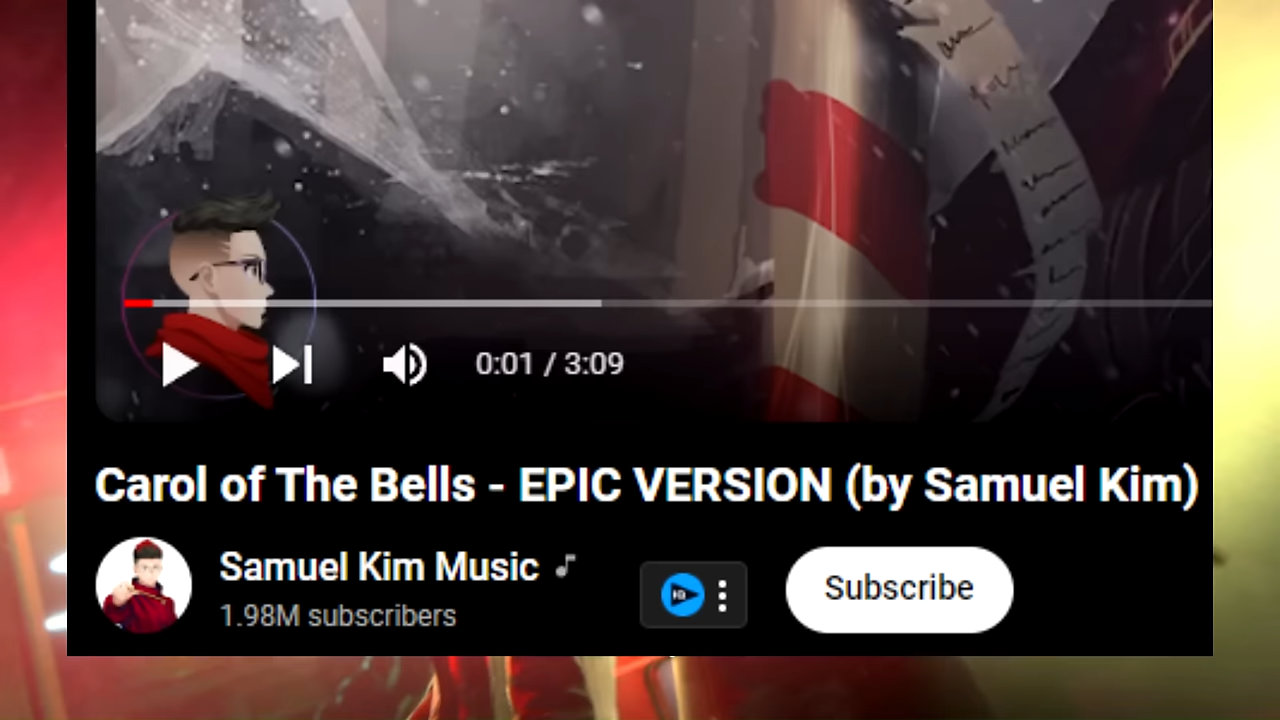 0:01 / 3:09
Carol of The Bells - EPIC VERSION (by Samuel Kim)
Samuel Kim Music
1.98M subscribers
HQ
Subscribe